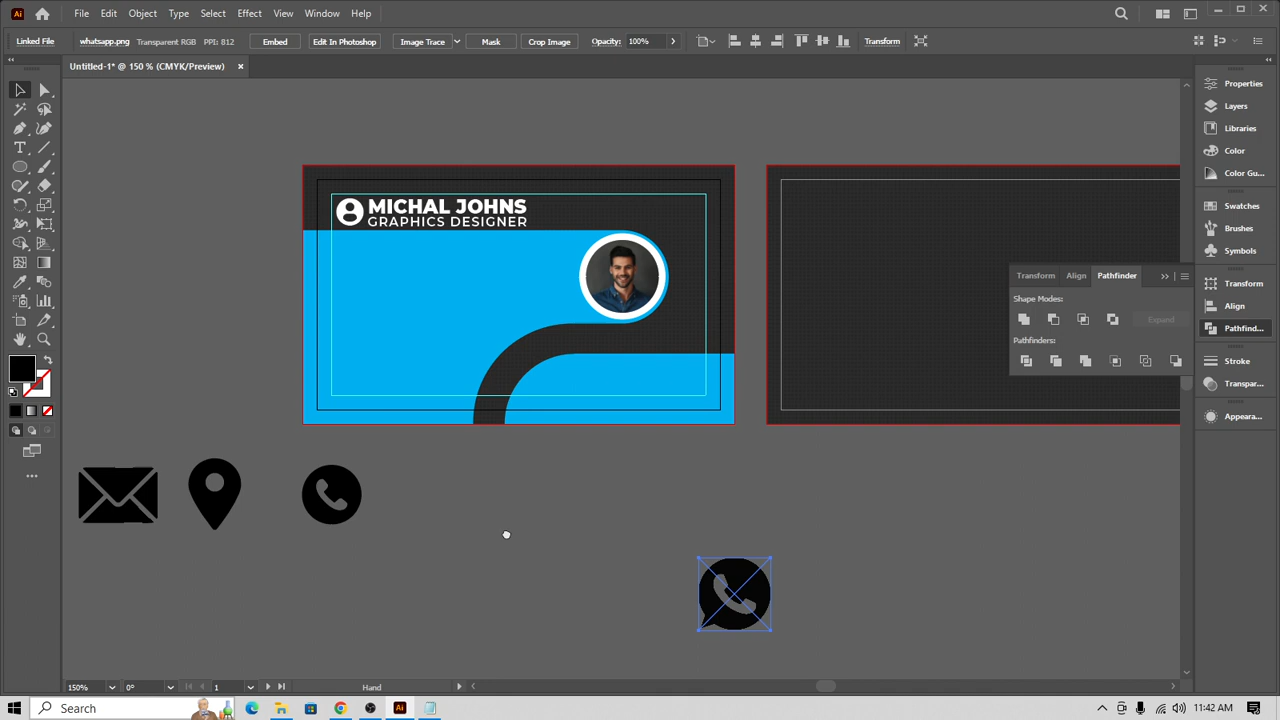 Ai File Edit Object Type Select Effect View Window Help
Linked File whatsapp.png Transparent RGB PPI: 812 Embed Edit In Photoshop Image Trace Mask Crop Image Opacity: 100% Transform
Untitled-1* @ 150 % (CMYK/Preview)
Properties
Layers
Libraries
Color
Color Gu...
Swatches
Brushes
Symbols
Transform
Align
Pathfind...
Stroke
Transpar...
Appeara...
MICHAL JOHNS
GRAPHICS DESIGNER
Transform Align Pathfinder
Shape Modes:
Expand
Pathfinders:
150% 0° 1 Hand
Search Ai 11:42 AM